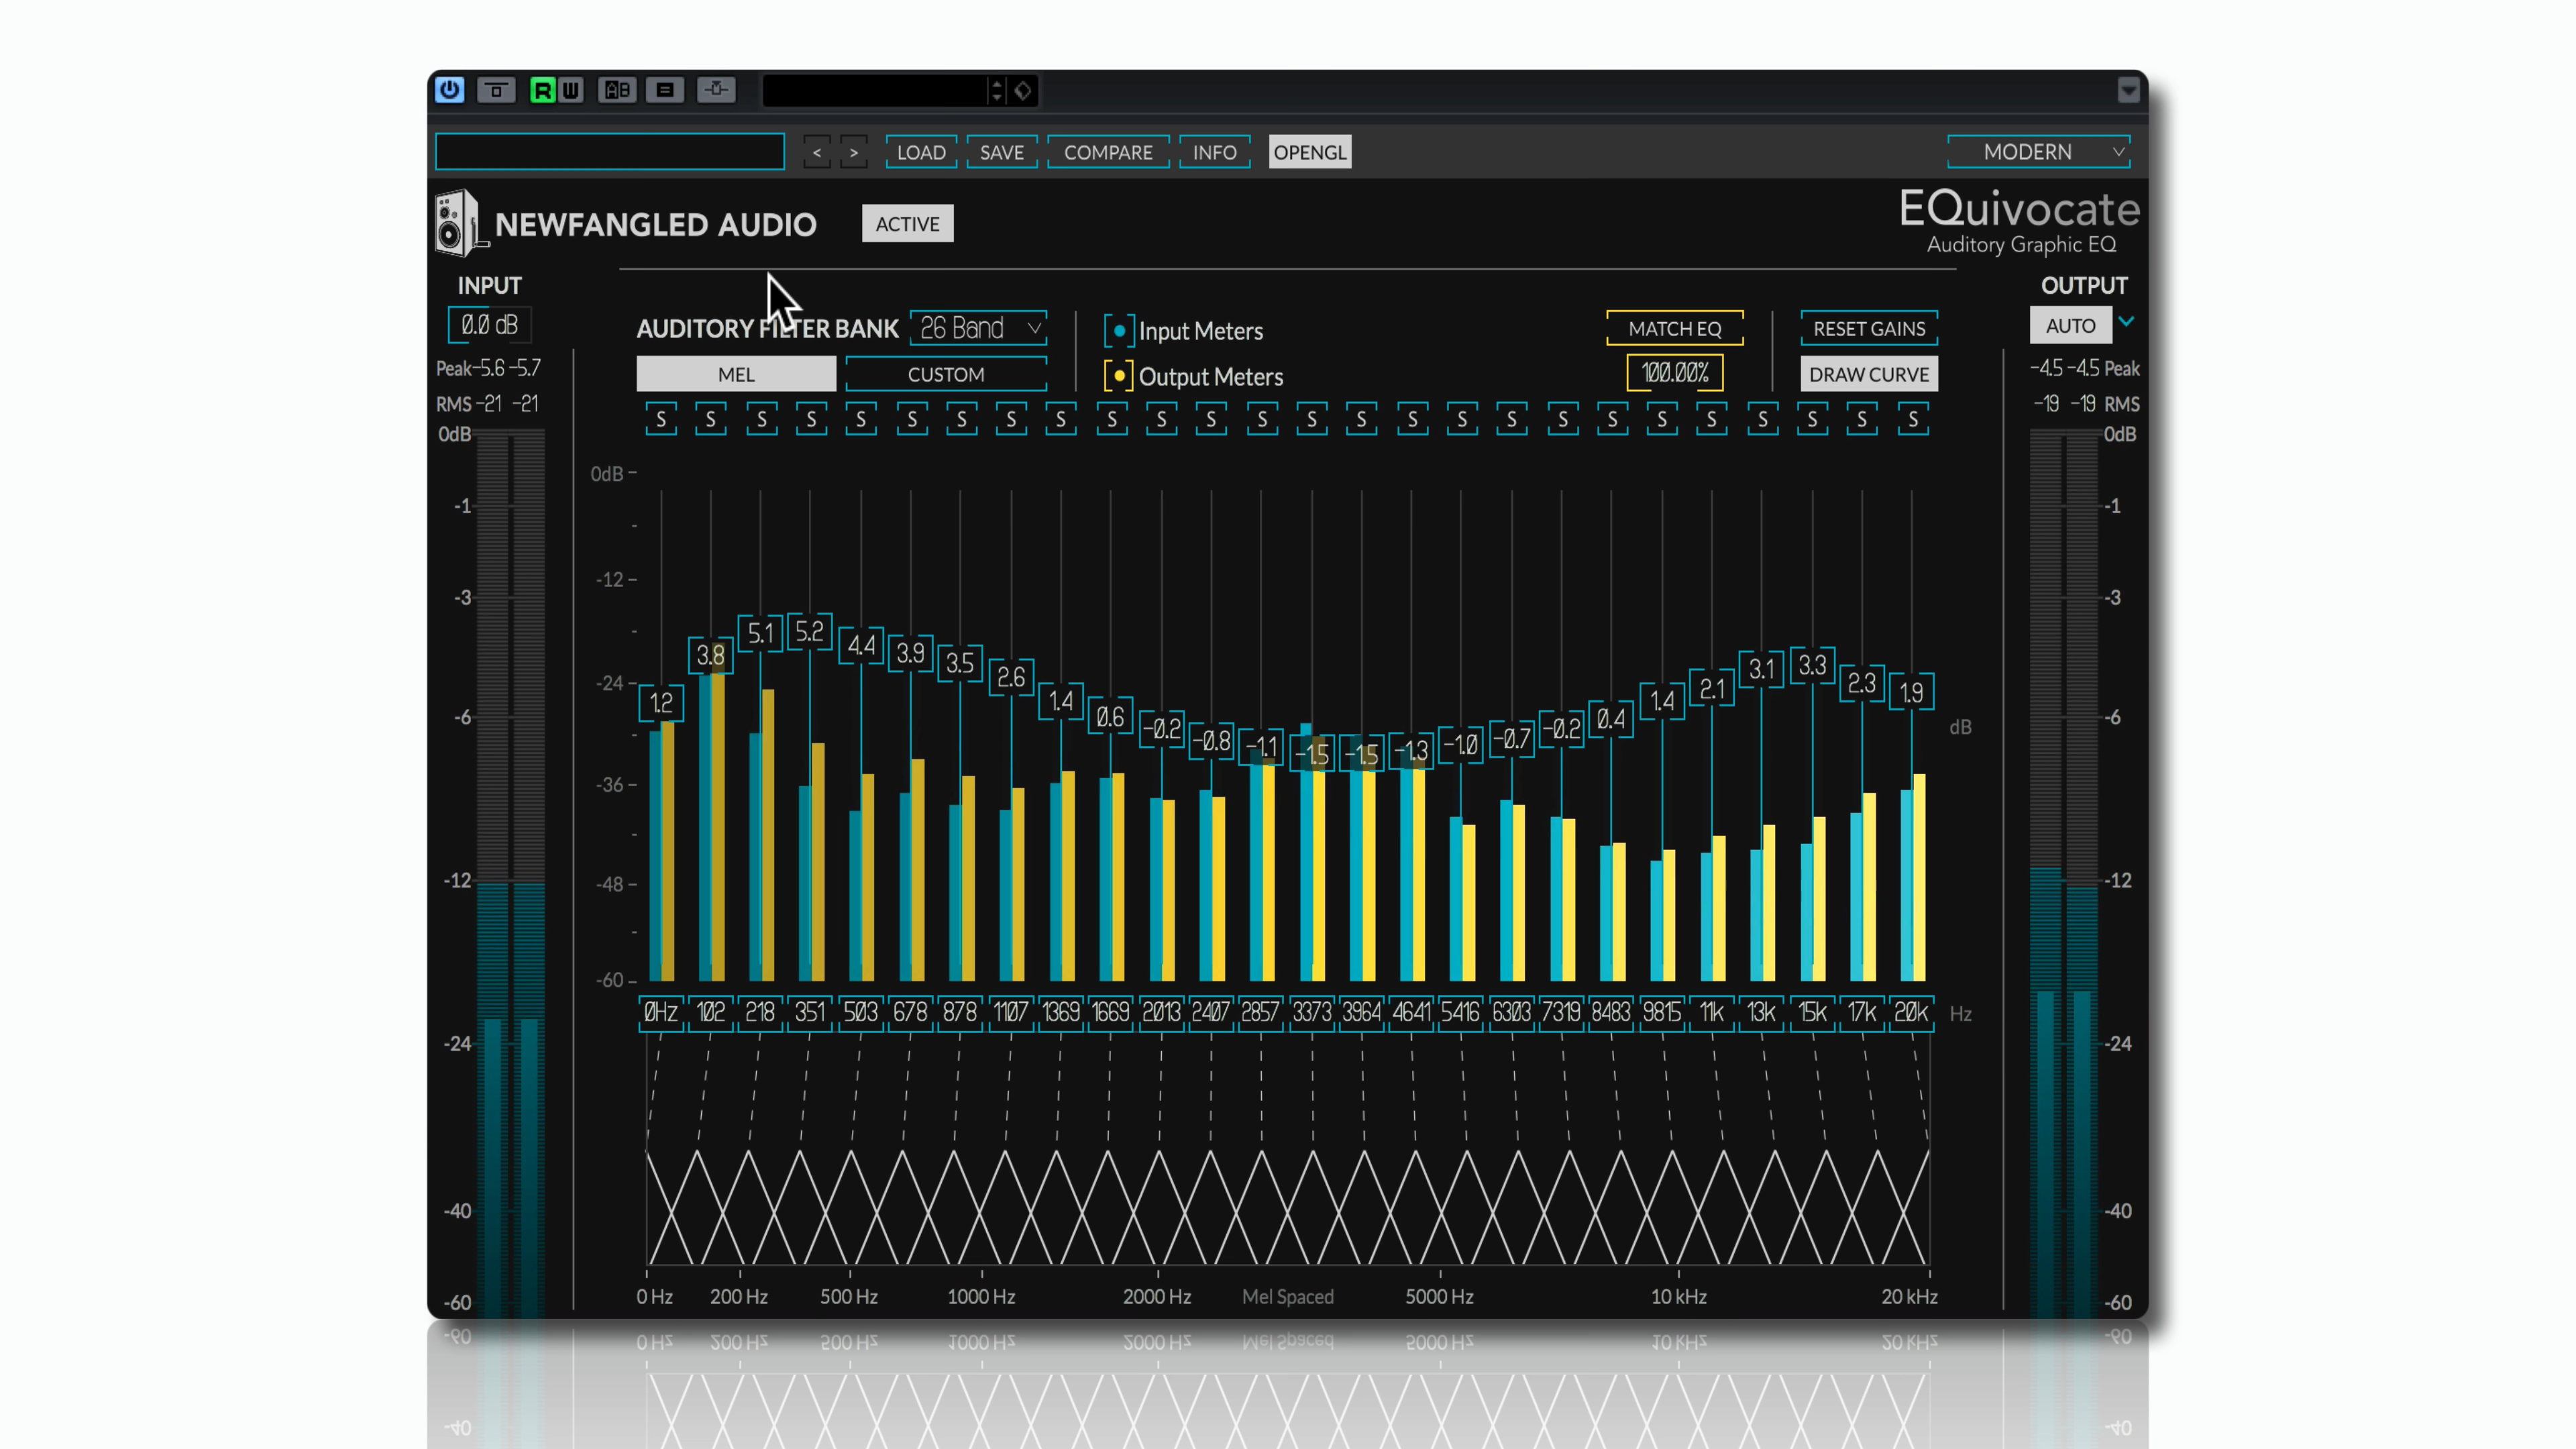 R W AB
< > LOAD SAVE COMPARE INFO OPENGL MODERN
NEWFANGLED AUDIO ACTIVE
EQuivocate
Auditory Graphic EQ
INPUT
0.0 dB
Peak -5.6 -5.7
RMS -21 -21
0dB
-1
-3
-6
-12
-24
-40
-60
AUDITORY FILTER BANK 26 Band
MEL CUSTOM
Input Meters
Output Meters
MATCH EQ
100.00%
RESET GAINS
DRAW CURVE
S S S S S S S S S S S S S S S S S S S S S S S S S S
0dB
-12
-24
-36
-48
-60
1.2 3.8 5.1 5.2 4.4 3.9 3.5 2.6 1.4 0.6 -0.2 -0.8 -1.1 -1.5 -1.5 -1.3 -1.0 -0.7 -0.2 0.4 1.4 2.1 3.1 3.3 2.3 1.9
dB
0Hz 102 218 351 503 678 878 1107 1369 1669 2013 2407 2857 3373 3964 4641 5416 6303 7319 8483 9815 11k 13k 15k 17k 20k Hz
0 Hz 200 Hz 500 Hz 1000 Hz 2000 Hz Mel Spaced 5000 Hz 10 kHz 20 kHz
OUTPUT
AUTO
-4.5 -4.5 Peak
-19 -19 RMS
0dB
-1
-3
-6
-12
-24
-40
-60